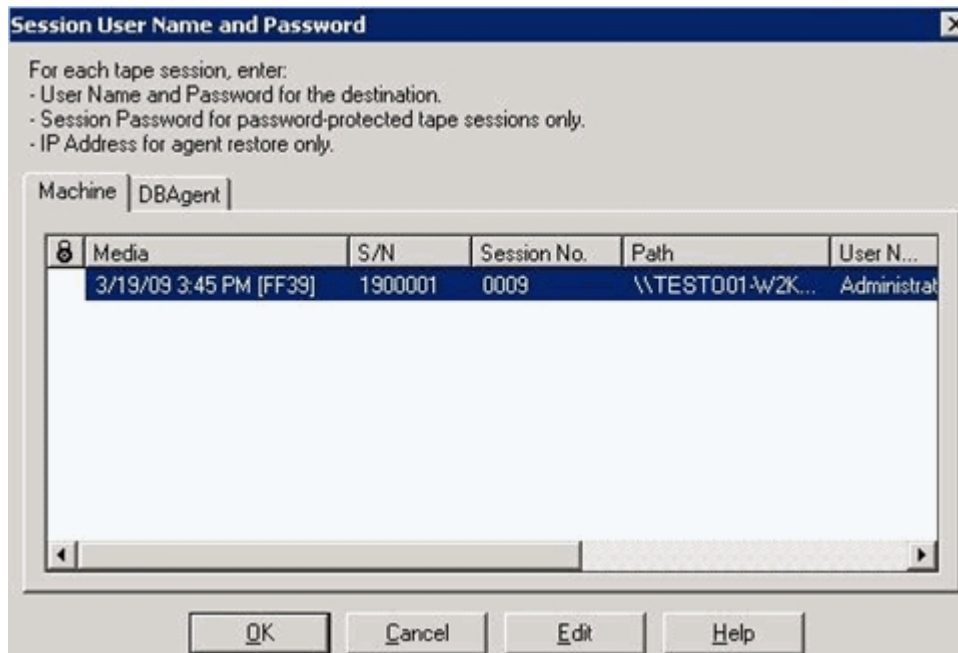 Session User Name and Password
For each tape session, enter:
- User Name and Password for the destination.
- Session Password for password-protected tape sessions only.
- IP Address for agent restore only.
Machine DBAgent
Media S/N Session No. Path User N...
3/19/09 3:45 PM [FF39] 1900001 0009 \\TEST001-W2K... Administrat
OK Cancel Edit Help